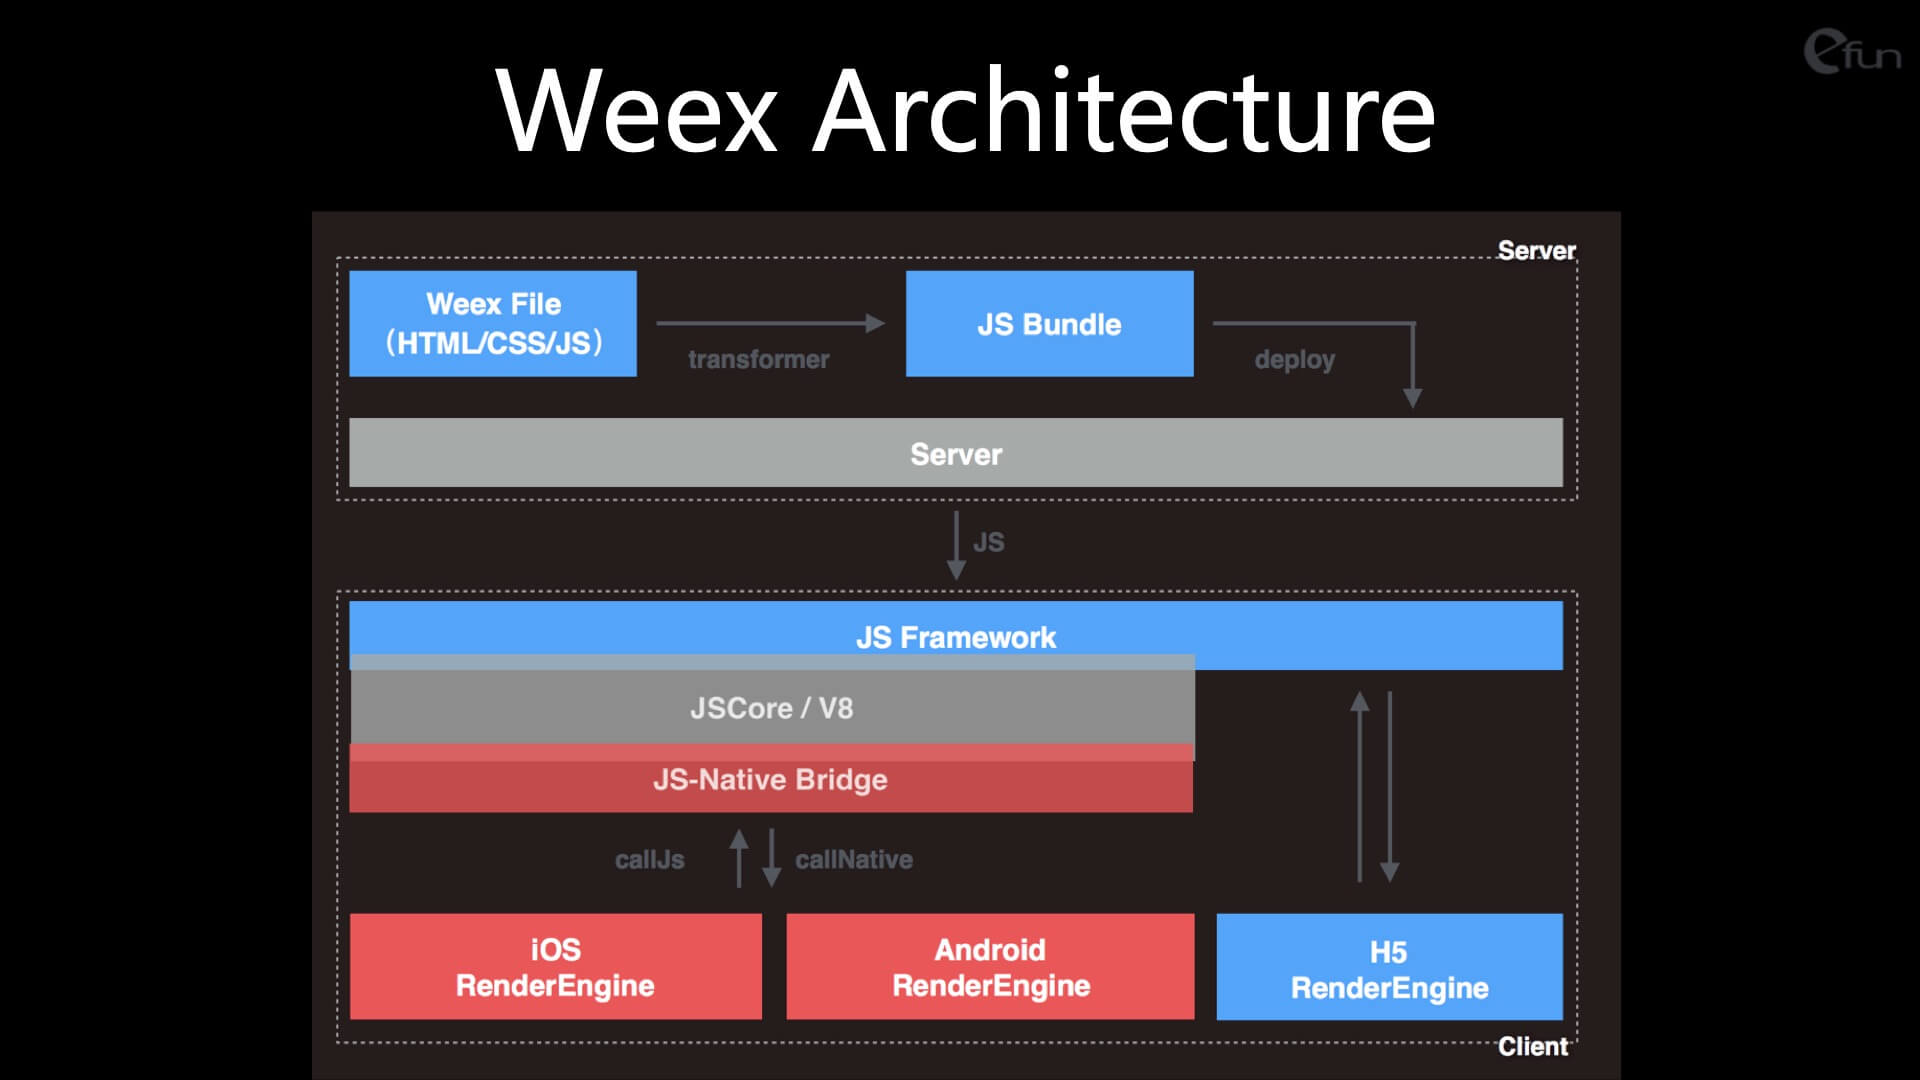 efun
Weex Architecture
Server
Weex File
(HTML/CSS/JS)
transformer
JS Bundle
deploy
Server
JS
JS Framework
JSCore / V8
JS-Native Bridge
callJs
callNative
iOS
RenderEngine
Android
RenderEngine
H5
RenderEngine
Client